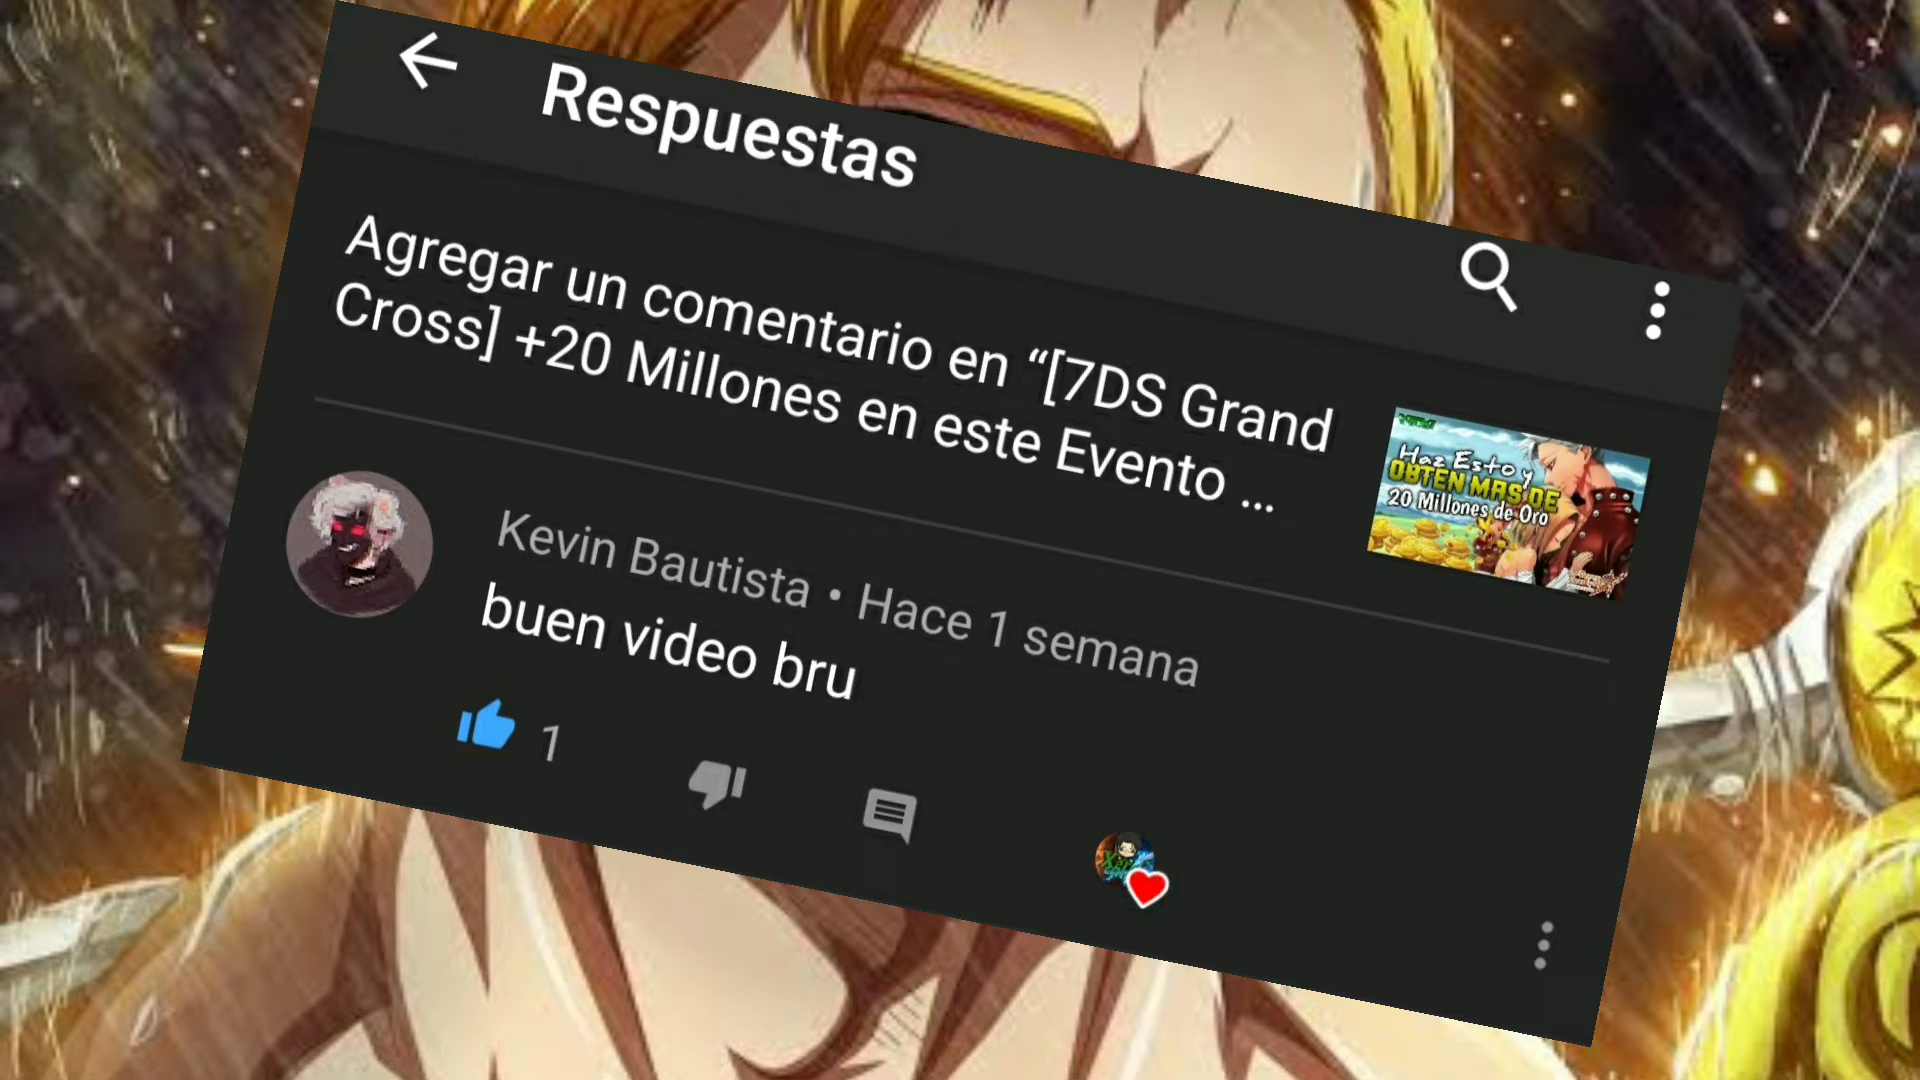 Respuestas
Agregar un comentario en “[7DS Grand
Cross] +20 Millones en este Evento ...
Haz Esto y
OBTEN MAS DE
20 Millones de Oro
Kevin Bautista • Hace 1 semana
buen video bru
1